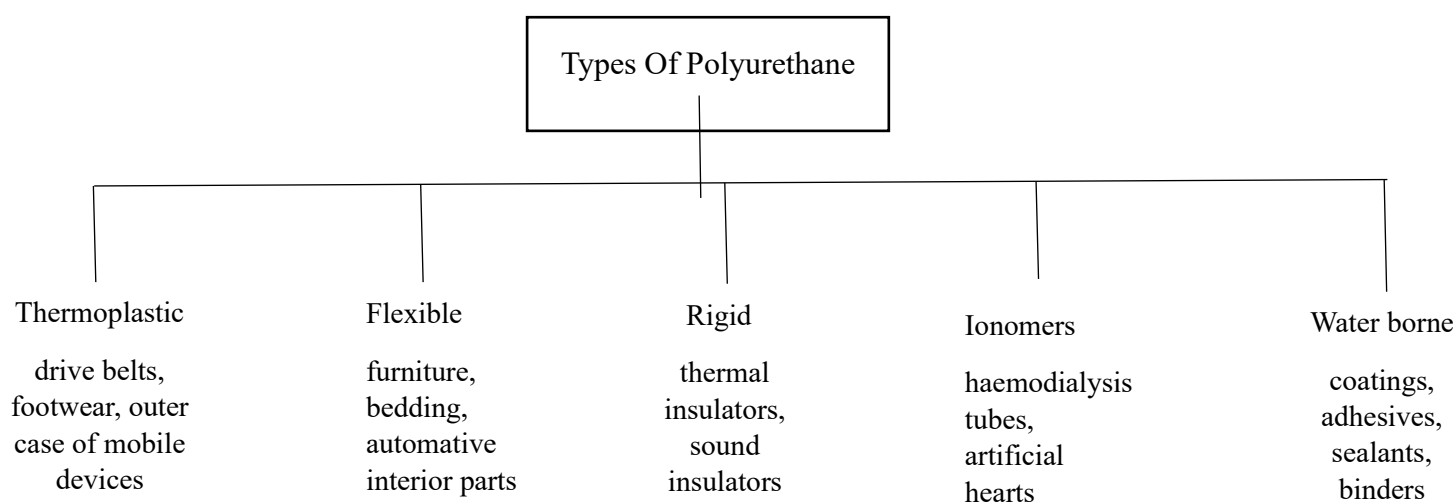 Types Of Polyurethane
Thermoplastic
drive belts,
footwear, outer
case of mobile
devices
Flexible
furniture,
bedding,
automative
interior parts
Rigid
thermal
insulators,
sound
insulators
Ionomers
haemodialysis
tubes,
artificial
hearts
Water borne
coatings,
adhesives,
sealants,
binders